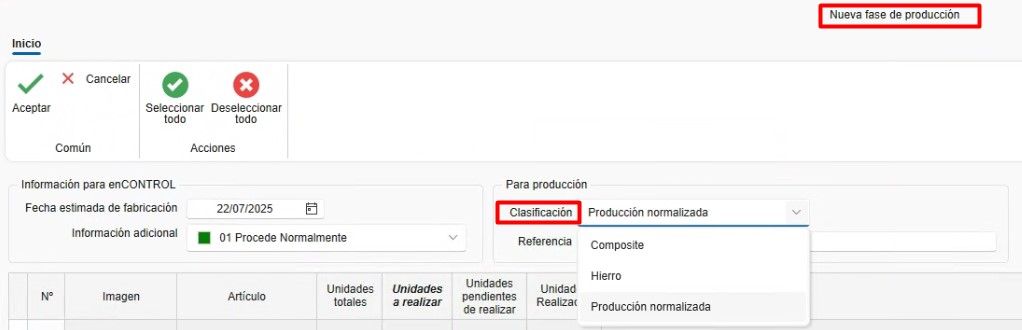 Nueva fase de producción
Inicio
Aceptar
Cancelar
Común
Seleccionar
todo
Deseleccionar
todo
Acciones
Información para enCONTROL
Fecha estimada de fabricación
22/07/2025
Información adicional
01 Procede Normalmente
Para producción
Clasificación
Producción normalizada
Referencia
Composite
Hierro
Producción normalizada
Nº
Imagen
Artículo
Unidades
totales
Unidades
a realizar
Unidades
pendientes
de realizar